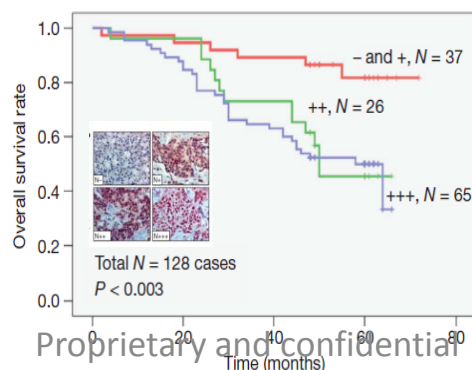 Overall survival rate
1.0
0.8
0.6
0.4
0.2
0.0
– and +, N = 37
++, N = 26
+++, N = 65
N+++
Total N = 128 cases
P < 0.003
0
20
40
60
80
Time (months)
Proprietary and confidential